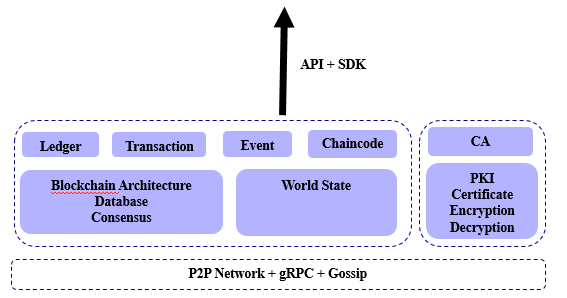 API + SDK
Ledger
Transaction
Event
Chaincode
CA
Blockchain Architecture
Database
Consensus
World State
PKI
Certificate
Encryption
Decryption
P2P Network + gRPC + Gossip